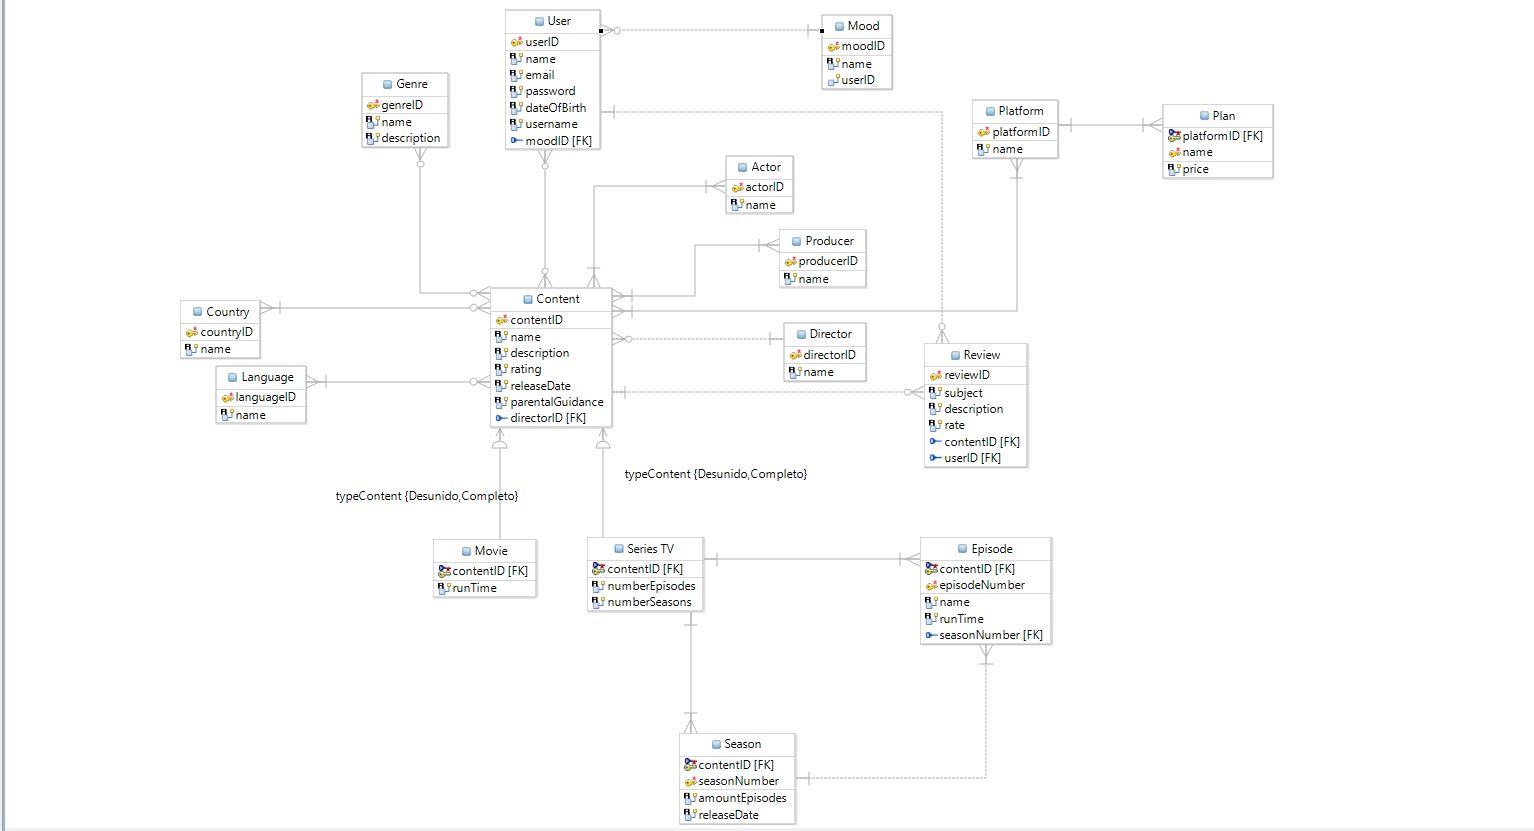 User
userID
name
email
password
dateOfBirth
username
moodID [FK]
Mood
moodID
name
userID
Genre
genreID
name
description
Platform
platformID
name
Plan
platformID [FK]
name
price
Actor
actorID
name
Producer
producerID
name
Content
contentID
name
description
rating
releaseDate
parentalGuidance
directorID [FK]
Country
countryID
name
Language
languageID
name
Director
directorID
name
Review
reviewID
subject
description
rate
contentID [FK]
userID [FK]
typeContent {Desunido,Completo}
typeContent {Desunido,Completo}
Movie
contentID [FK]
runTime
Series TV
contentID [FK]
numberEpisodes
numberSeasons
Episode
contentID [FK]
episodeNumber
name
runTime
seasonNumber [FK]
Season
contentID [FK]
seasonNumber
amountEpisodes
releaseDate